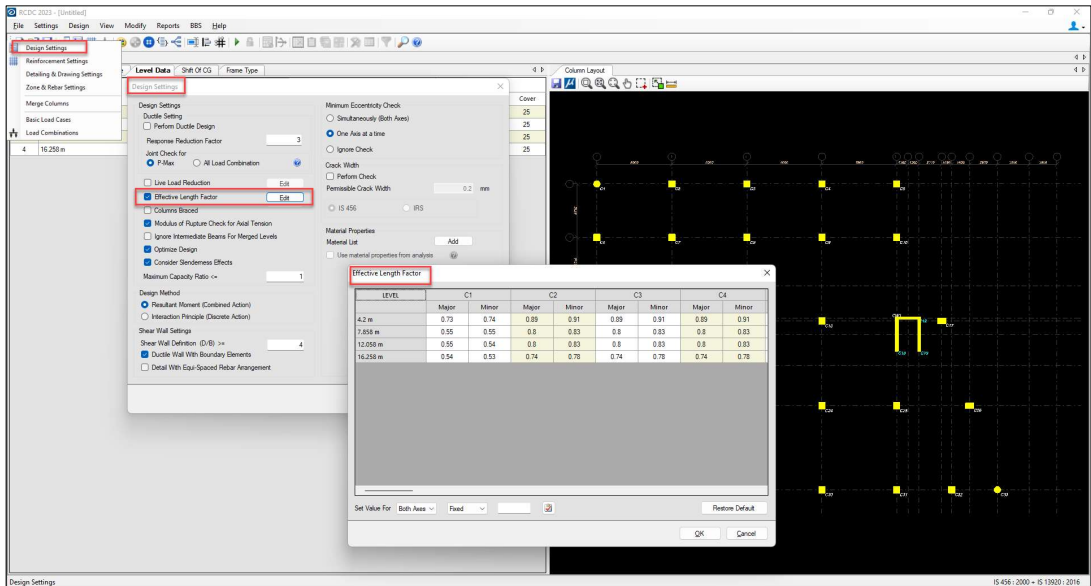 RCDC 2023 - [Untitled]
File Settings Design View Modify Reports BBS Help
Design Settings
Reinforcement Settings
Detailing & Drawing Settings
Zone & Rebar Settings
Merge Columns
Basic Load Cases
Load Combinations
Level Data Shift Of CG Frame Type
Cover
25
25
25
4 16.258 m 25
Design Settings
Design Settings
Ductile Setting
Perform Ductile Design
Response Reduction Factor 3
Joint Check for
P-Max All Load Combination
Live Load Reduction Edit
Effective Length Factor Edit
Columns Braced
Modulus of Rupture Check for Axial Tension
Ignore Intermediate Beams For Merged Levels
Optimize Design
Consider Slenderness Effects
Maximum Capacity Ratio <= 1
Design Method
Resultant Moment (Combined Action)
Interaction Principle (Discrete Action)
Shear Wall Settings
Shear Wall Definition (D/B) >= 4
Ductile Wall With Boundary Elements
Detail With Equi-Spaced Rebar Arrangement
Minimum Eccentricity Check
Simultaneously (Both Axes)
One Axis at a time
Ignore Check
Crack Width
Perform Check
Permissible Crack Width 0.2 mm
IS 456 IRS
Material Properties
Material List Add
Use material properties from analysis
Effective Length Factor
LEVEL C1 C2 C3 C4
Major Minor Major Minor Major Minor Major Minor
4.2 m 0.73 0.74 0.89 0.91 0.89 0.91 0.89 0.91
7.858 m 0.55 0.55 0.8 0.83 0.8 0.83 0.8 0.83
12.058 m 0.55 0.54 0.8 0.83 0.8 0.83 0.8 0.83
16.258 m 0.54 0.53 0.74 0.78 0.74 0.78 0.74 0.78
Set Value For Both Axes Fixed Restore Default
OK Cancel
Column Layout
Design Settings
IS 456 : 2000 + IS 13920 : 2016